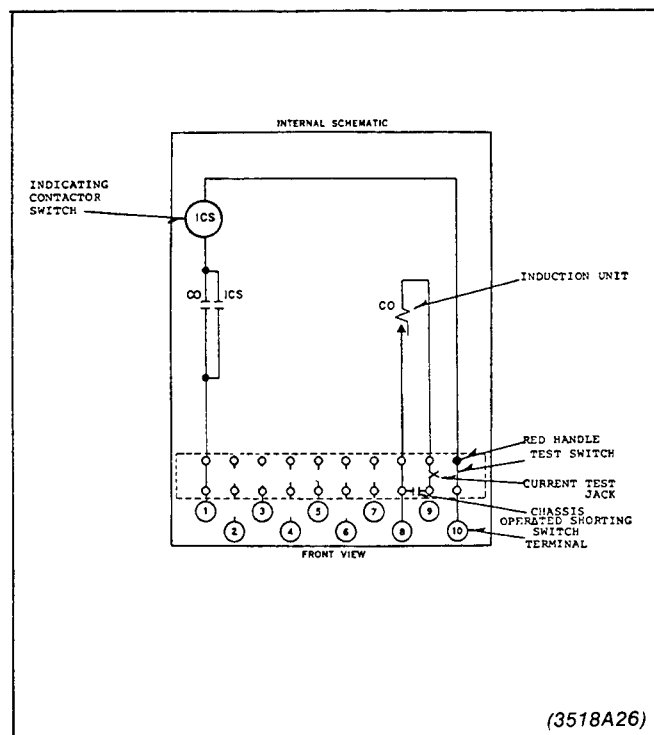 INTERNAL SCHEMATIC
INDICATING
CONTACTOR
SWITCH
ICS
CO
ICS
CO
INDUCTION UNIT
RED HANDLE
TEST SWITCH
CURRENT TEST
JACK
CHASSIS
OPERATED SHORTING
SWITCH
TERMINAL
1
2
3
4
5
6
7
8
9
10
FRONT VIEW
(3518A26)